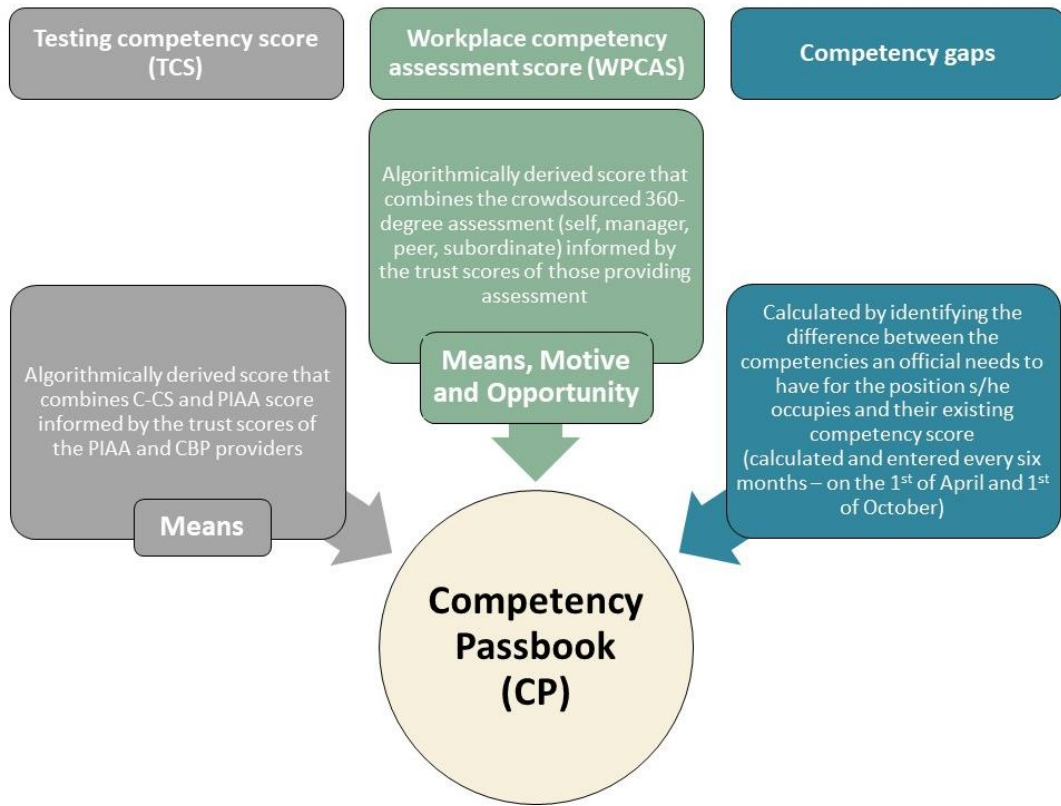 Testing competency score
(TCS)
Workplace competency
assessment score (WPCAS)
Competency gaps
Algorithmically derived score that
combines the crowdsourced 360-
degree assessment (self, manager,
peer, subordinate) informed by
the trust scores of those providing
assessment
Means, Motive
and Opportunity
Algorithmically derived score that
combines C-CS and PIAA score
informed by the trust scores of
the PIAA and CBP providers
Means
Calculated by identifying the
difference between the
competencies an official needs to
have for the position s/he
occupies and their existing
competency score
(calculated and entered every six
months – on the 1st of April and 1st
of October)
Competency
Passbook
(CP)